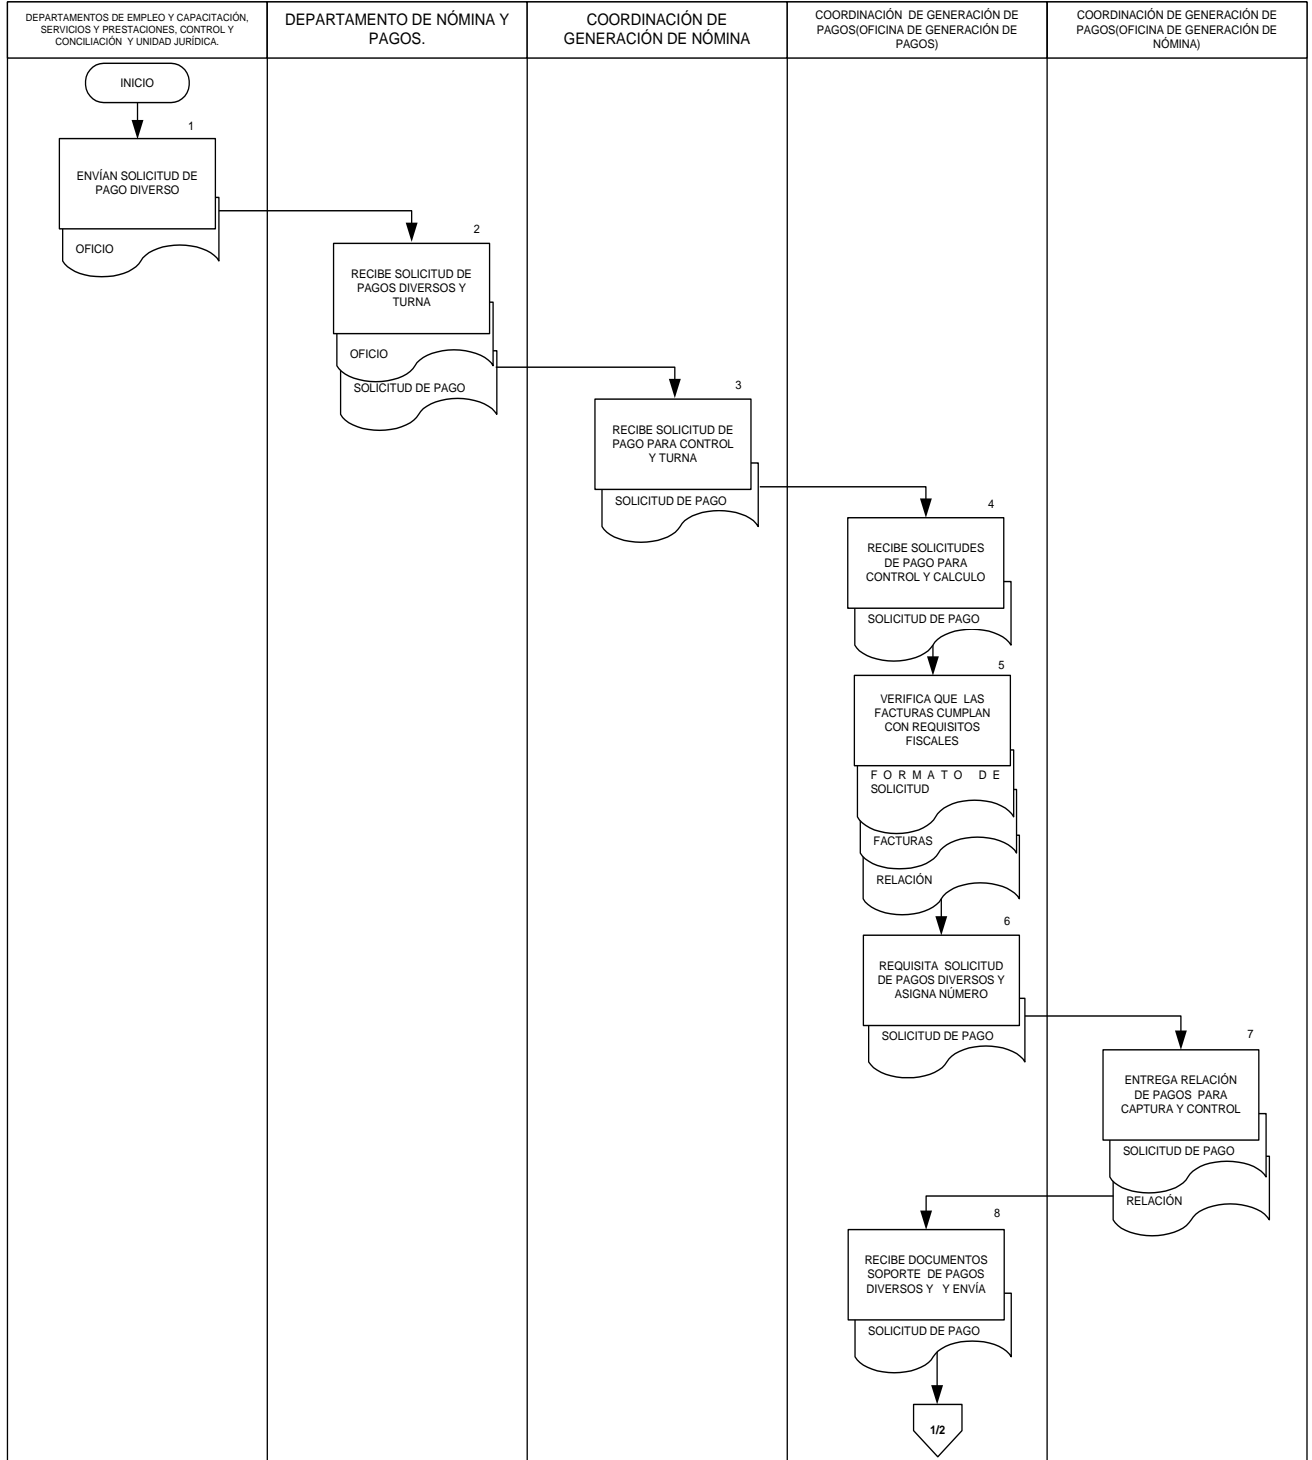 DEPARTAMENTOS DE EMPLEO Y CAPACITACIÓN,
SERVICIOS Y PRESTACIONES, CONTROL Y
CONCILIACIÓN Y UNIDAD JURÍDICA.
DEPARTAMENTO DE NÓMINA Y
PAGOS.
COORDINACIÓN DE
GENERACIÓN DE NÓMINA
COORDINACIÓN DE GENERACIÓN DE
PAGOS(OFICINA DE GENERACIÓN DE
PAGOS)
COORDINACIÓN DE GENERACIÓN DE
PAGOS(OFICINA DE GENERACIÓN DE
NÓMINA)
INICIO
1
ENVÍAN SOLICITUD DE
PAGO DIVERSO
OFICIO
2
RECIBE SOLICITUD DE
PAGOS DIVERSOS Y
TURNA
OFICIO
SOLICITUD DE PAGO
3
RECIBE SOLICITUD DE
PAGO PARA CONTROL
Y TURNA
SOLICITUD DE PAGO
4
RECIBE SOLICITUDES
DE PAGO PARA
CONTROL Y CALCULO
SOLICITUD DE PAGO
5
VERIFICA QUE LAS
FACTURAS CUMPLAN
CON REQUISITOS
FISCALES
FORMATO DE
SOLICITUD
FACTURAS
RELACIÓN
6
REQUISITA SOLICITUD
DE PAGOS DIVERSOS Y
ASIGNA NÚMERO
SOLICITUD DE PAGO
7
ENTREGA RELACIÓN
DE PAGOS PARA
CAPTURA Y CONTROL
SOLICITUD DE PAGO
RELACIÓN
8
RECIBE DOCUMENTOS
SOPORTE DE PAGOS
DIVERSOS Y Y ENVÍA
SOLICITUD DE PAGO
1/2